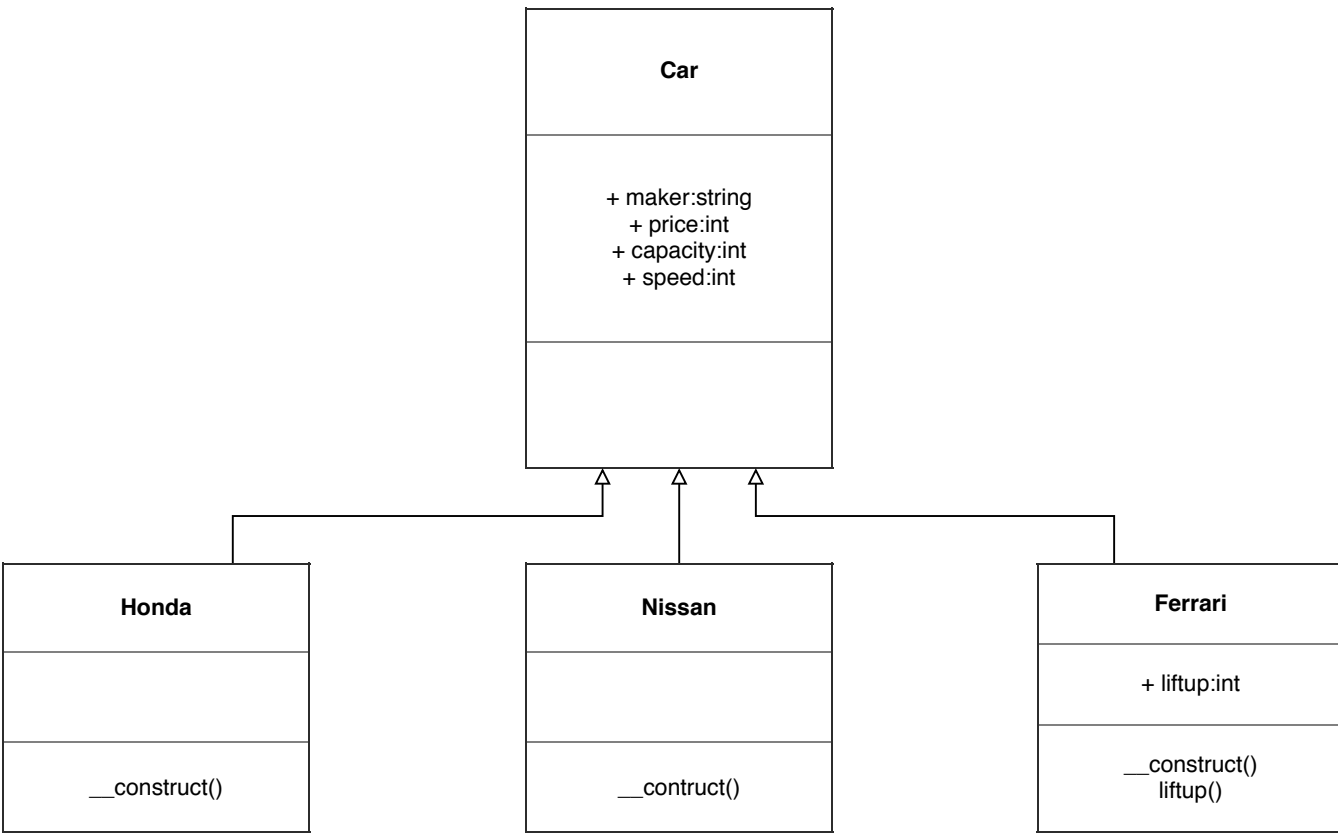 Car
+ maker:string
+ price:int
+ capacity:int
+ speed:int
Honda
__construct()
Nissan
__contruct()
Ferrari
+ liftup:int
__construct()
liftup()